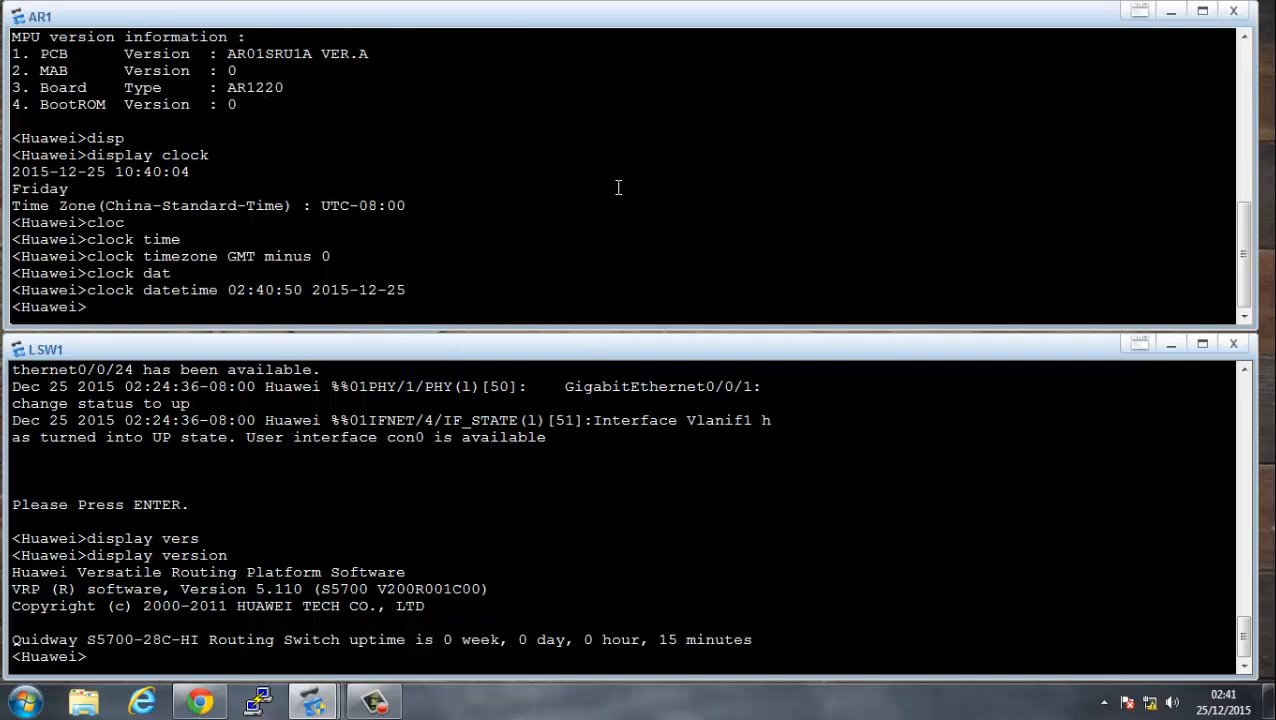 AR1
MPU version information :
1. PCB      Version  : AR01SRU1A VER.A
2. MAB      Version  : 0
3. Board    Type     : AR1220
4. BootROM  Version  : 0
<Huawei>disp
<Huawei>display clock
2015-12-25 10:40:04
Friday
Time Zone(China-Standard-Time) : UTC-08:00
<Huawei>cloc
<Huawei>clock time
<Huawei>clock timezone GMT minus 0
<Huawei>clock dat
<Huawei>clock datetime 02:40:50 2015-12-25
<Huawei>
LSW1
thernet0/0/24 has been available.
Dec 25 2015 02:24:36-08:00 Huawei %%01PHY/1/PHY(l)[50]:    GigabitEthernet0/0/1:
change status to up
Dec 25 2015 02:24:36-08:00 Huawei %%01IFNET/4/IF_STATE(l)[51]:Interface Vlanif1 h
as turned into UP state. User interface con0 is available
Please Press ENTER.
<Huawei>display vers
<Huawei>display version
Huawei Versatile Routing Platform Software
VRP (R) software, Version 5.110 (S5700 V200R001C00)
Copyright (c) 2000-2011 HUAWEI TECH CO., LTD
Quidway S5700-28C-HI Routing Switch uptime is 0 week, 0 day, 0 hour, 15 minutes
<Huawei>
02:41
25/12/2015